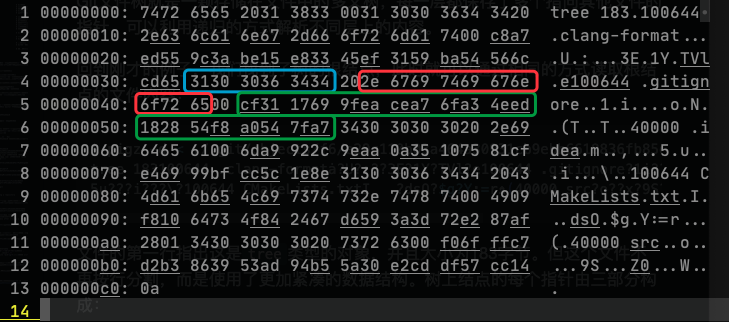 1 00000000: 7472 6565 2031 3833 0031 3030 3634 3420 tree 183.100644
2 00000010: 2e63 6c61 6e67 2d66 6f72 6d61 7400 c8a7 .clang-format...
3 00000020: ed55 9c3a be15 e833 45ef 3159 ba54 566c .U.:...3E.1Y.TVl
4 00000030: cd65 3130 3036 3434 202e 6769 7469 676e .e100644 .gitign
5 00000040: 6f72 6500 cf31 1769 9fea cea7 6fa3 4eed ore..1.i....o.N.
6 00000050: 1828 54f8 a054 7fa7 3430 3030 3020 2e69 .(T..T..40000 .i
7 00000060: 6465 6100 6da9 922c 9eaa 0a35 1075 81cf dea.m..,...5.u..
8 00000070: e469 99bf cc5c 1e8e 3130 3036 3434 2043 .i...\..100644 C
9 00000080: 4d61 6b65 4c69 7374 732e 7478 7400 4909 MakeLists.txt.I.
10 00000090: f810 6473 4f84 2467 d659 3a3d 72e2 87af ..dsO.$g.Y:=r...
11 000000a0: 2801 3430 3030 3020 7372 6300 f06f ffc7 (.40000 src..o..
12 000000b0: d2b3 8639 53ad 94b5 5a30 e2cd df57 cc14 ...9S...Z0...W..
13 000000c0: 0a .
14